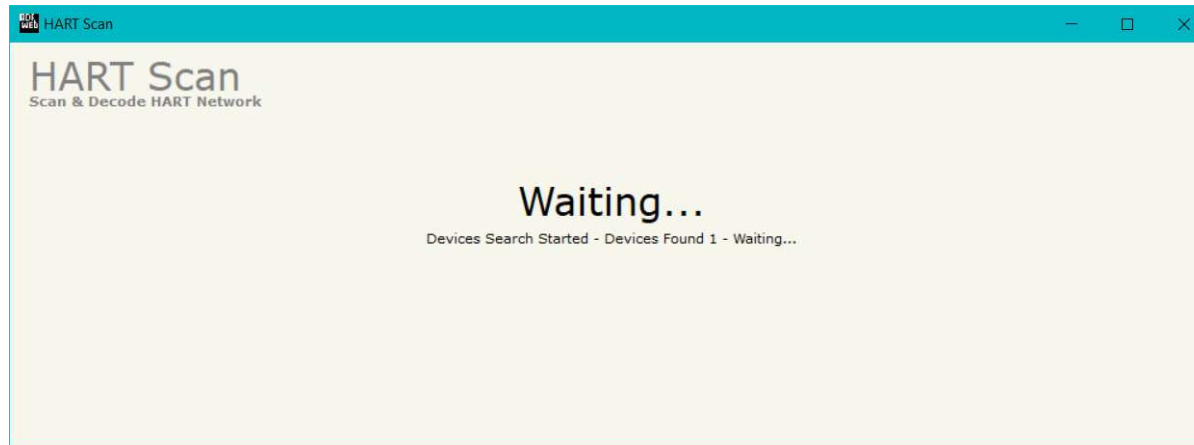 HART Scan
HART Scan
Scan & Decode HART Network
Waiting...
Devices Search Started - Devices Found 1 - Waiting...